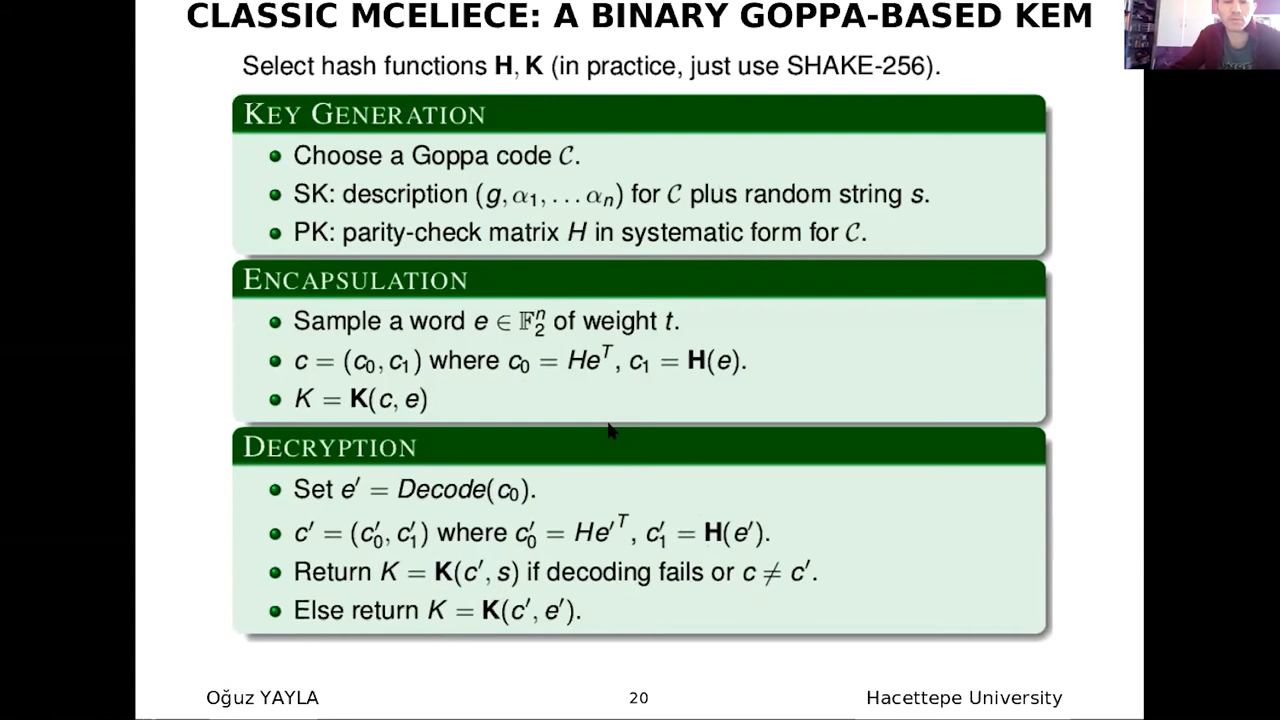 CLASSIC MCELIECE: A BINARY GOPPA-BASED KEM
Select hash functions H, K (in practice, just use SHAKE-256).
KEY GENERATION
• Choose a Goppa code 𝒞.
• SK: description (g, α₁, … αₙ) for 𝒞 plus random string s.
• PK: parity-check matrix H in systematic form for 𝒞.
ENCAPSULATION
• Sample a word e ∈ 𝔽₂ⁿ of weight t.
• c = (c₀, c₁) where c₀ = Heᵀ, c₁ = H(e).
• K = K(c, e)
DECRYPTION
• Set e′ = Decode(c₀).
• c′ = (c′₀, c′₁) where c′₀ = He′ᵀ, c′₁ = H(e′).
• Return K = K(c′, s) if decoding fails or c ≠ c′.
• Else return K = K(c′, e′).
Oğuz YAYLA 20 Hacettepe University